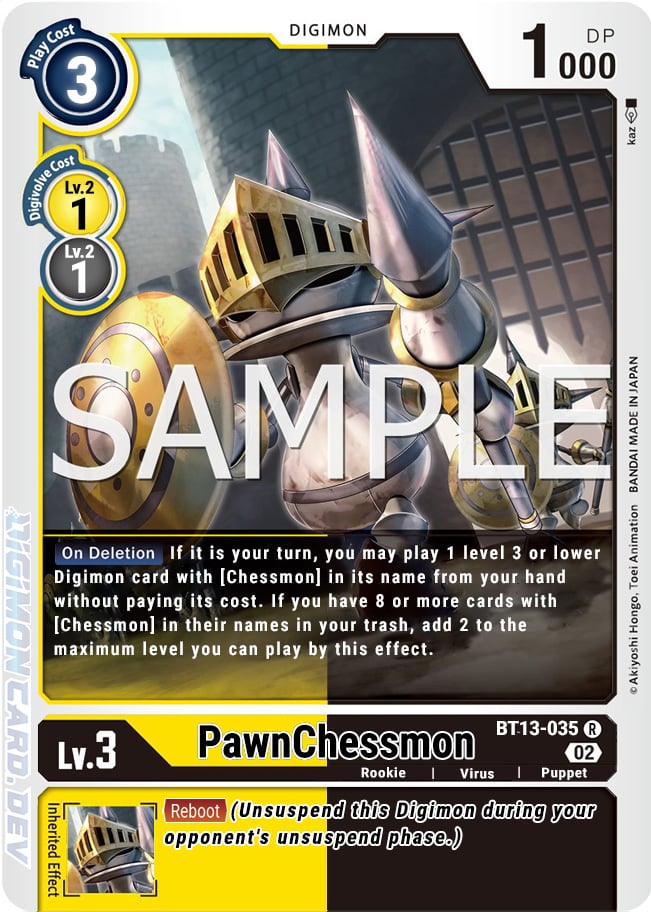 DIGIMON
Play Cost
3
1000
DP
Digivolve Cost
Lv.2
1
Lv.2
1
kaz
SAMPLE
BANDAI MADE IN JAPAN
© Akiyoshi Hongo, Toei Animation
On Deletion If it is your turn, you may play 1 level 3 or lower
Digimon card with [Chessmon] in its name from your hand
without paying its cost. If you have 8 or more cards with
[Chessmon] in their names in your trash, add 2 to the
maximum level you can play by this effect.
DIGIMONCARD.DEV
Lv.3
PawnChessmon
BT13-035 R
02
Rookie | Virus | Puppet
Inherited Effect
Reboot (Unsuspend this Digimon during your
opponent's unsuspend phase.)